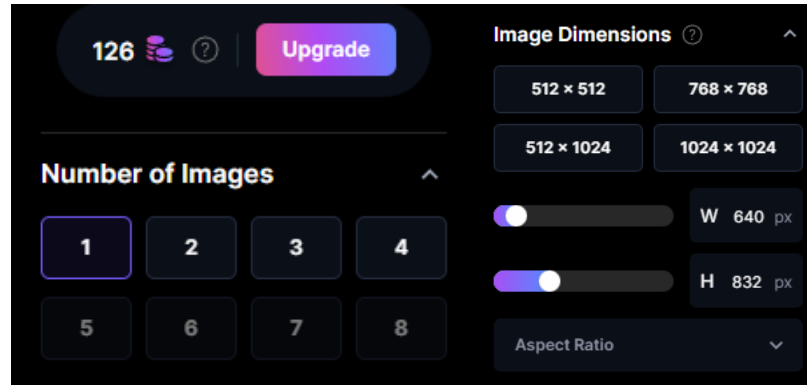 126 ? Upgrade
Number of Images
1 2 3 4
5 6 7 8
Image Dimensions ?
512 × 512 768 × 768
512 × 1024 1024 × 1024
W 640 px
H 832 px
Aspect Ratio